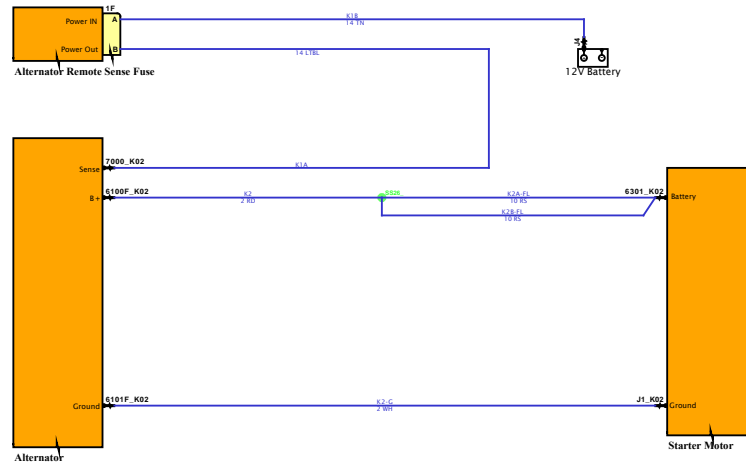 1F
Power IN
A
K1B
14 TN
J4
Power Out
B
14 LTBL
12V Battery
Alternator Remote Sense Fuse
7000_K02
Sense
K1A
6100F_K02
B+
K2
2 RD
K2A-FL
10 RS
6301_K02
Battery
K2B-FL
10 RS
6101F_K02
Ground
K2-G
2 WH
J1_K02
Ground
Starter Motor
Alternator